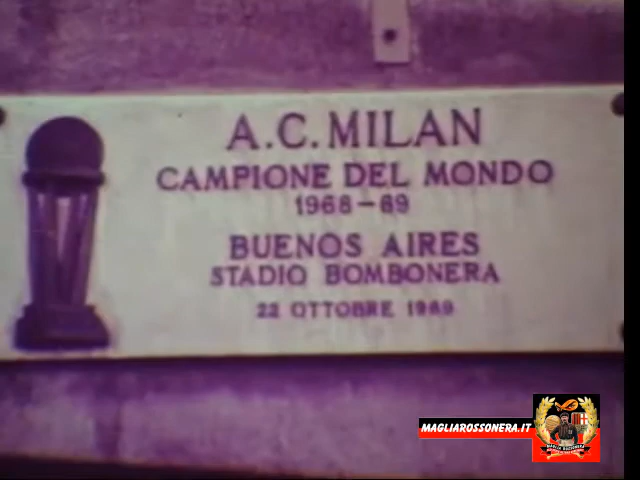 A.C. MILAN
CAMPIONE DEL MONDO
1968-69
BUENOS AIRES
STADIO BOMBONERA
22 OTTOBRE 1969
MAGLIAROSSONERA.IT